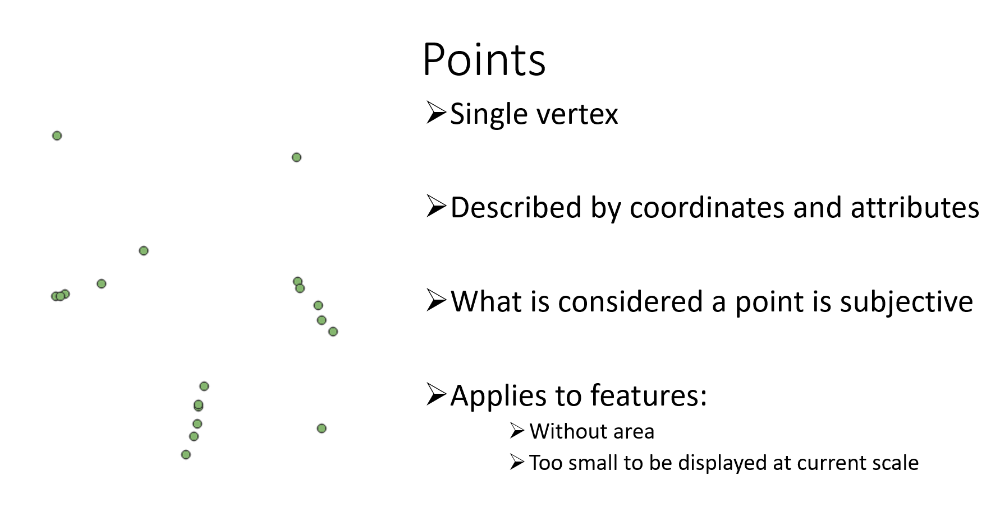 Points
➢Single vertex
➢Described by coordinates and attributes
➢What is considered a point is subjective
➢Applies to features:
➢Without area
➢Too small to be displayed at current scale